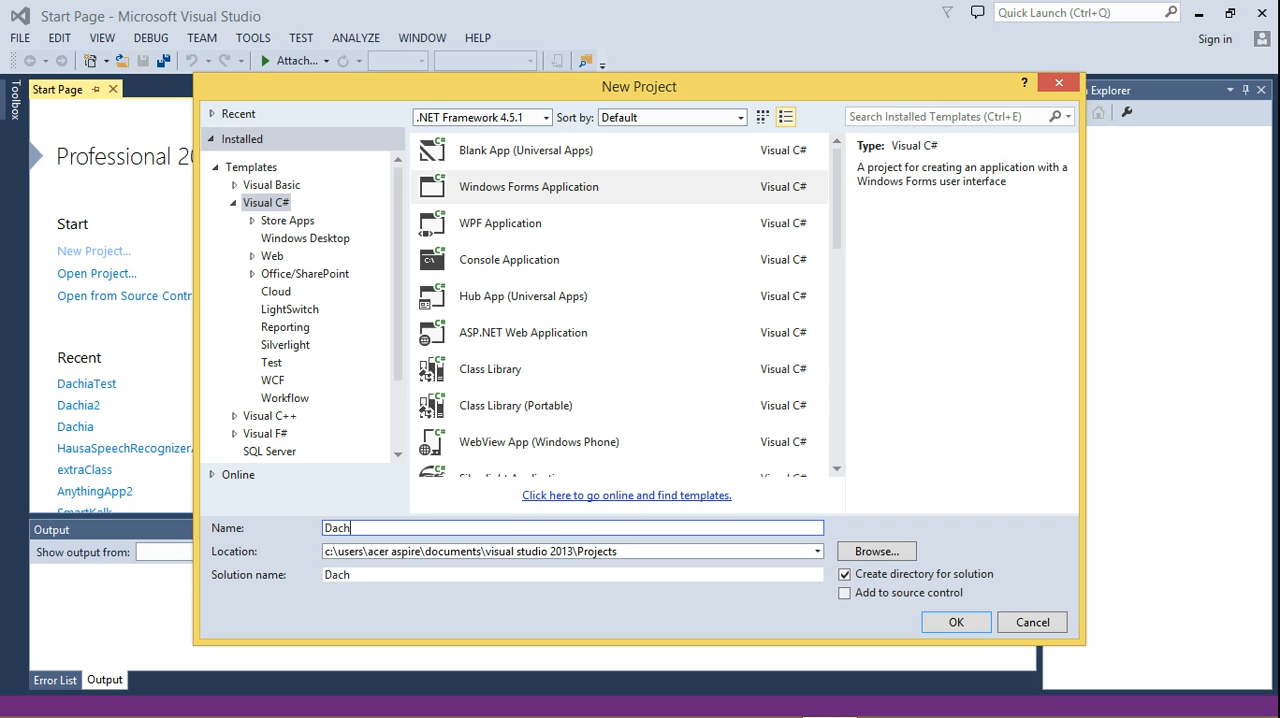 Start Page - Microsoft Visual Studio
Quick Launch (Ctrl+Q)
FILE EDIT VIEW DEBUG TEAM TOOLS TEST ANALYZE WINDOW HELP
Sign in
Attach...
Toolbox
Start Page
Explorer
Professional 20
Start
New Project...
Open Project...
Open from Source Contr
Recent
DachiaTest
Dachia2
Dachia
HausaSpeechRecognizer
extraClass
AnythingApp2
SmartKalk
Output
Show output from:
Error List Output
New Project
?
Recent
Installed
Templates
Visual Basic
Visual C#
Store Apps
Windows Desktop
Web
Office/SharePoint
Cloud
LightSwitch
Reporting
Silverlight
Test
WCF
Workflow
Visual C++
Visual F#
SQL Server
Online
.NET Framework 4.5.1 Sort by: Default
Search Installed Templates (Ctrl+E)
Blank App (Universal Apps) Visual C#
Windows Forms Application Visual C#
WPF Application Visual C#
Console Application Visual C#
Hub App (Universal Apps) Visual C#
ASP.NET Web Application Visual C#
Class Library Visual C#
Class Library (Portable) Visual C#
WebView App (Windows Phone) Visual C#
Click here to go online and find templates.
Type: Visual C#
A project for creating an application with a
Windows Forms user interface
Name: Dach
Location: c:\users\acer aspire\documents\visual studio 2013\Projects
Browse...
Solution name: Dach
Create directory for solution
Add to source control
OK Cancel